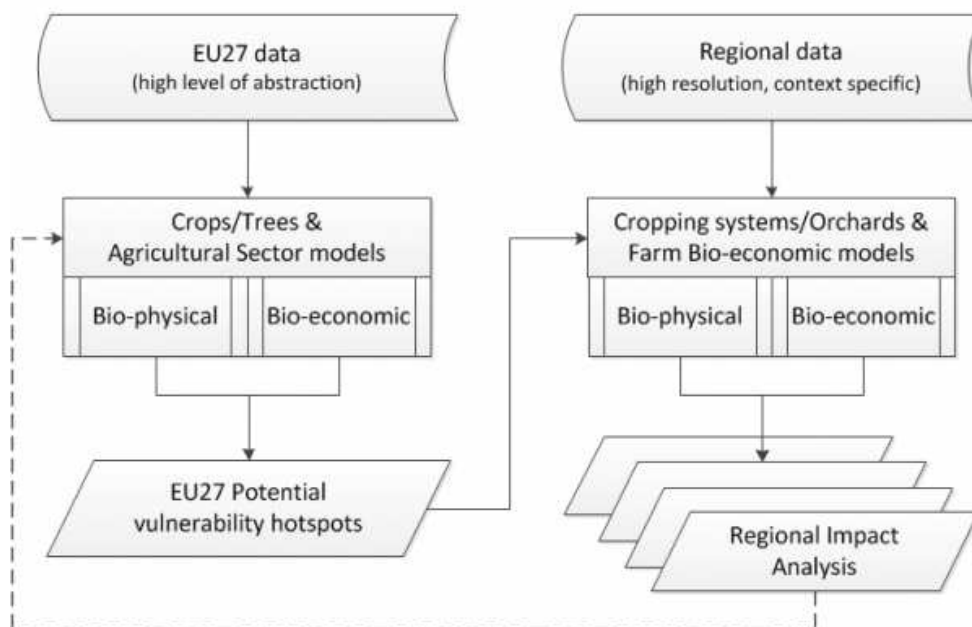 EU27 data
(high level of abstraction)
Regional data
(high resolution, context specific)
Crops/Trees &
Agricultural Sector models
Bio-physical
Bio-economic
Cropping systems/Orchards &
Farm Bio-economic models
Bio-physical
Bio-economic
EU27 Potential
vulnerability hotspots
Regional Impact
Analysis